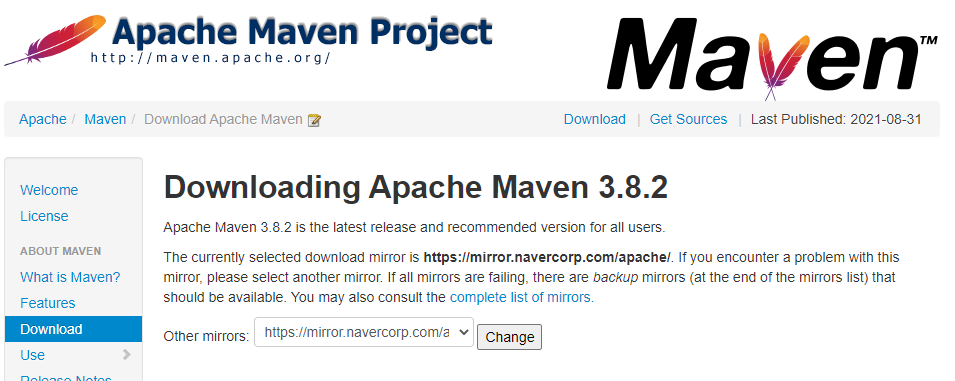 Apache Maven Project
http://maven.apache.org/
Maven™
Apache / Maven / Download Apache Maven
Download | Get Sources | Last Published: 2021-08-31
Welcome
License
ABOUT MAVEN
What is Maven?
Features
Download
Use
Release Notes
Downloading Apache Maven 3.8.2
Apache Maven 3.8.2 is the latest release and recommended version for all users.
The currently selected download mirror is https://mirror.navercorp.com/apache/. If you encounter a problem with this
mirror, please select another mirror. If all mirrors are failing, there are backup mirrors (at the end of the mirrors list) that
should be available. You may also consult the complete list of mirrors.
Other mirrors: https://mirror.navercorp.com/a Change